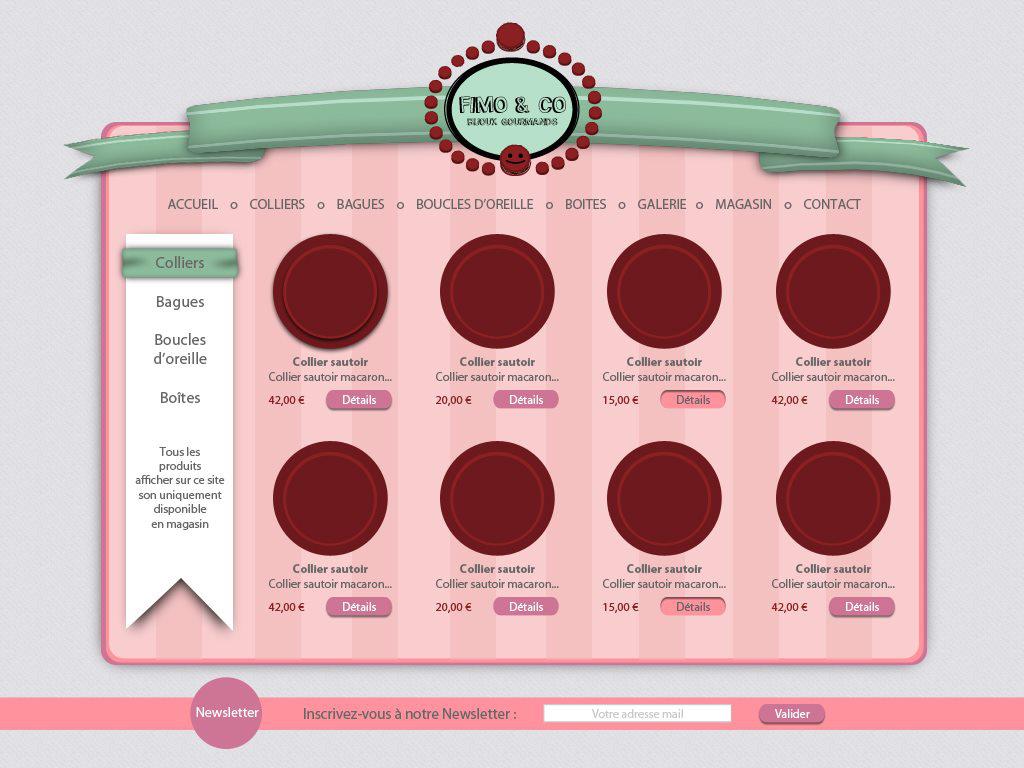 FIMO & CO
BIJOUX GOURMANDS
ACCUEIL o COLLIERS o BAGUES o BOUCLES D'OREILLE o BOITES o GALERIE o MAGASIN o CONTACT
Colliers
Bagues
Boucles
d'oreille
Boîtes
Tous les
produits
afficher sur ce site
son uniquement
disponible
en magasin
Collier sautoir
Collier sautoir macaron...
42,00 € Détails
Collier sautoir
Collier sautoir macaron...
20,00 € Détails
Collier sautoir
Collier sautoir macaron...
15,00 € Détails
Collier sautoir
Collier sautoir macaron...
42,00 € Détails
Collier sautoir
Collier sautoir macaron...
42,00 € Détails
Collier sautoir
Collier sautoir macaron...
20,00 € Détails
Collier sautoir
Collier sautoir macaron...
15,00 € Détails
Collier sautoir
Collier sautoir macaron...
42,00 € Détails
Newsletter
Inscrivez-vous à notre Newsletter : Votre adresse mail Valider